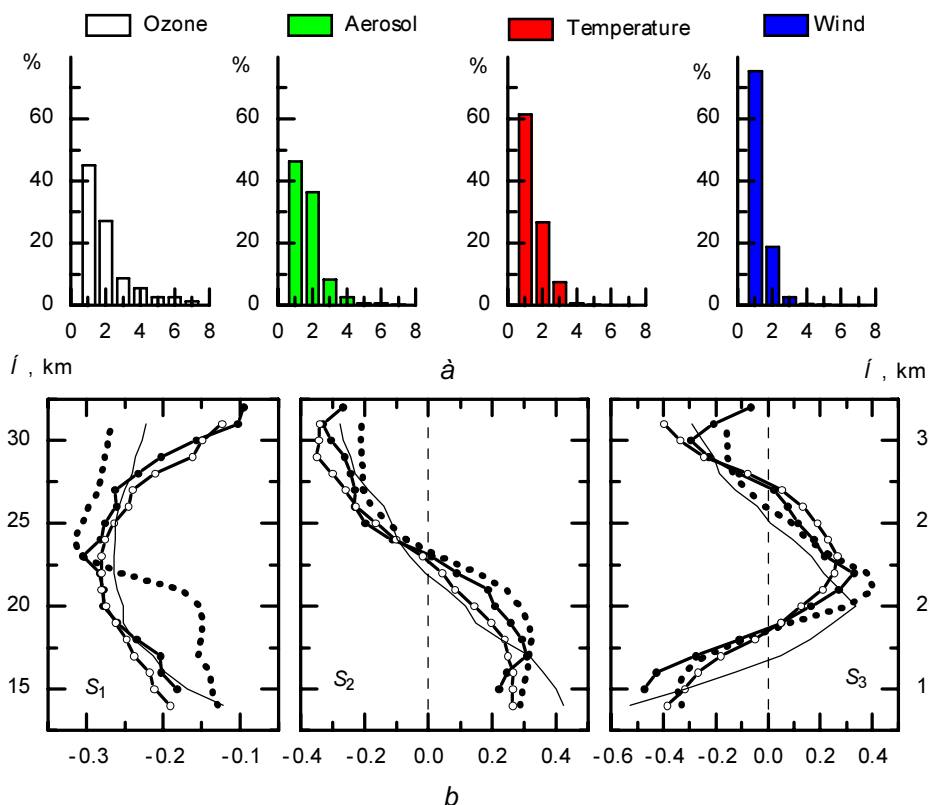 Ozone Aerosol Temperature Wind
% % % %
60 60 60 60
40 40 40 40
20 20 20 20
0 0 0 0
0 2 4 6 8 0 2 4 6 8 0 2 4 6 8 0 2 4 6 8
Í , km à Í , km
30 3
25 2
20 2
15 S1 S2 S3 1
-0.3 -0.2 -0.1 -0.4 -0.2 0.0 0.2 0.4 -0.6 -0.4 -0.2 0.0 0.2 0.4
b